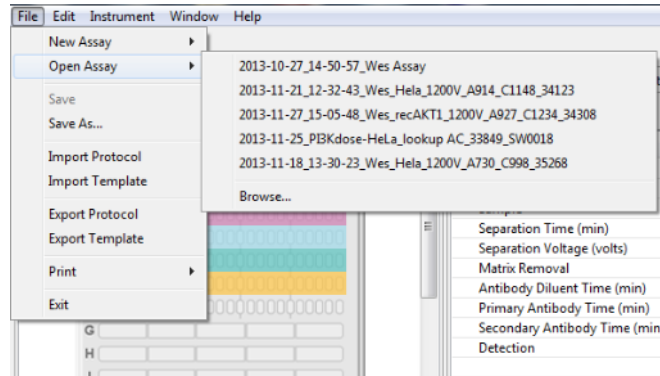 File Edit Instrument Window Help
New Assay
Open Assay
2013-10-27_14-50-57_Wes Assay
2013-11-21_12-32-43_Wes_Hela_1200V_A914_C1148_34123
2013-11-27_15-05-48_Wes_recAKT1_1200V_A927_C1234_34308
2013-11-25_PI3Kdose-HeLa_lookup AC_33849_SW0018
2013-11-18_13-30-23_Wes_Hela_1200V_A730_C998_35268
Browse...
Save
Save As...
Import Protocol
Import Template
Export Protocol
Export Template
Print
Exit
G
H
Separation Time (min)
Separation Voltage (volts)
Matrix Removal
Antibody Diluent Time (min)
Primary Antibody Time (min)
Secondary Antibody Time (min
Detection